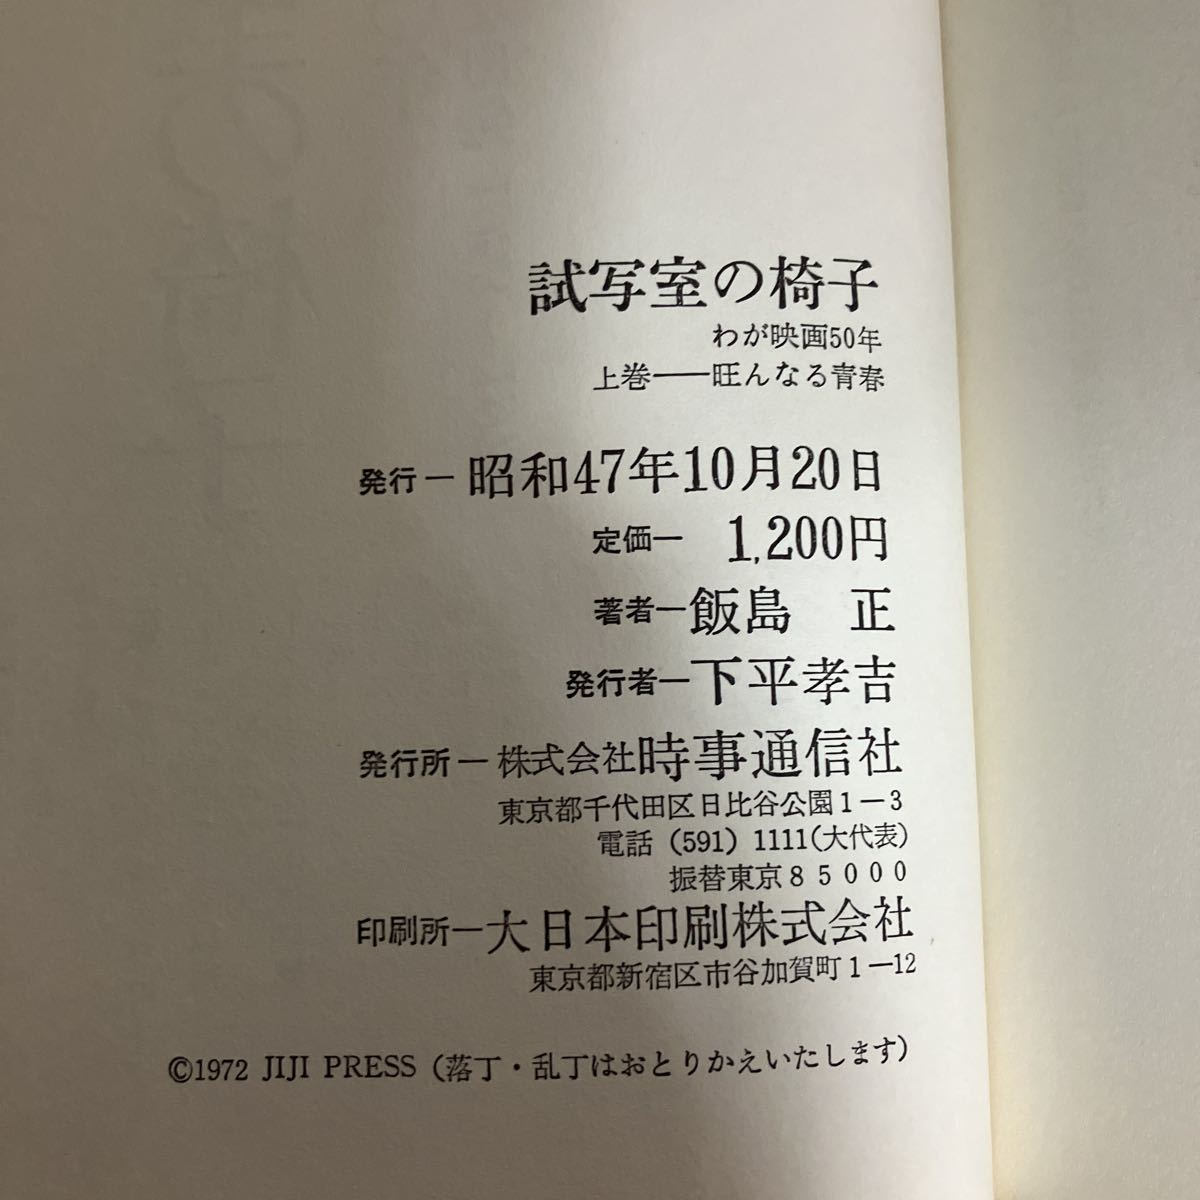 試写室の椅子
わが映画50年
上巻――旺んなる青春
発行―昭和47年10月20日
定価― 1,200円
著者―飯島 正
発行者―下平孝吉
発行所―株式会社時事通信社
東京都千代田区日比谷公園1―3
電話(591)1111(大代表)
振替東京85000
印刷所―大日本印刷株式会社
東京都新宿区市谷加賀町1―12
©1972 JIJI PRESS (落丁・乱丁はおとりかえいたします)